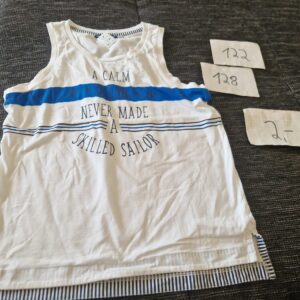 A CALM
NEVER MADE
A
SKILLED SAILOR
122
128
2,-